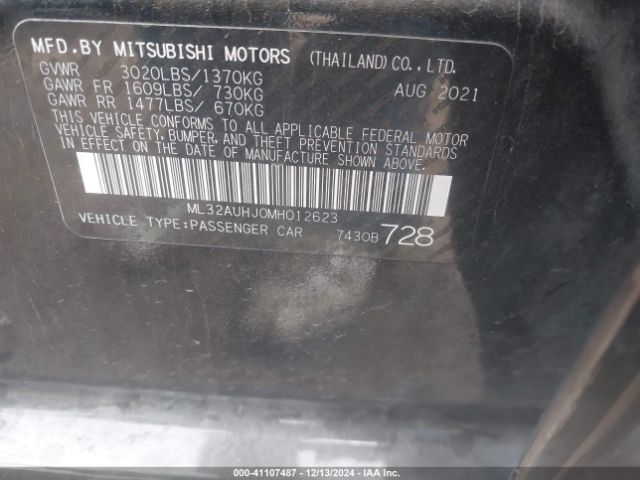 MFD.BY MITSUBISHI MOTORS (THAILAND)CO.,LTD.
GVWR 3020LBS/1370KG AUG 2021
GAWR FR 1609LBS/ 730KG
GAWR RR 1477LBS/ 670KG
THIS VEHICLE CONFORMS TO ALL APPLICABLE FEDERAL MOTOR
VEHICLE SAFETY,BUMPER,AND THEFT PREVENTION STANDARDS
IN EFFECT ON THE DATE OF MANUFACTURE SHOWN ABOVE.
ML32AUHJ0MH012623
VEHICLE TYPE:PASSENGER CAR 7430B 728
000-41107487 - 12/13/2024 - IAA Inc.